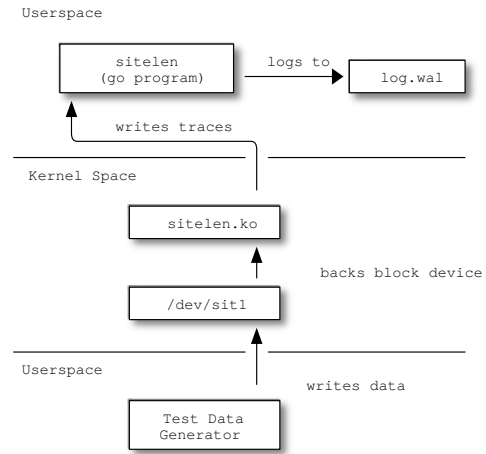 Userspace
sitelen
(go program)
logs to
log.wal
writes traces
Kernel Space
sitelen.ko
backs block device
/dev/sit1
Userspace
writes data
Test Data
Generator